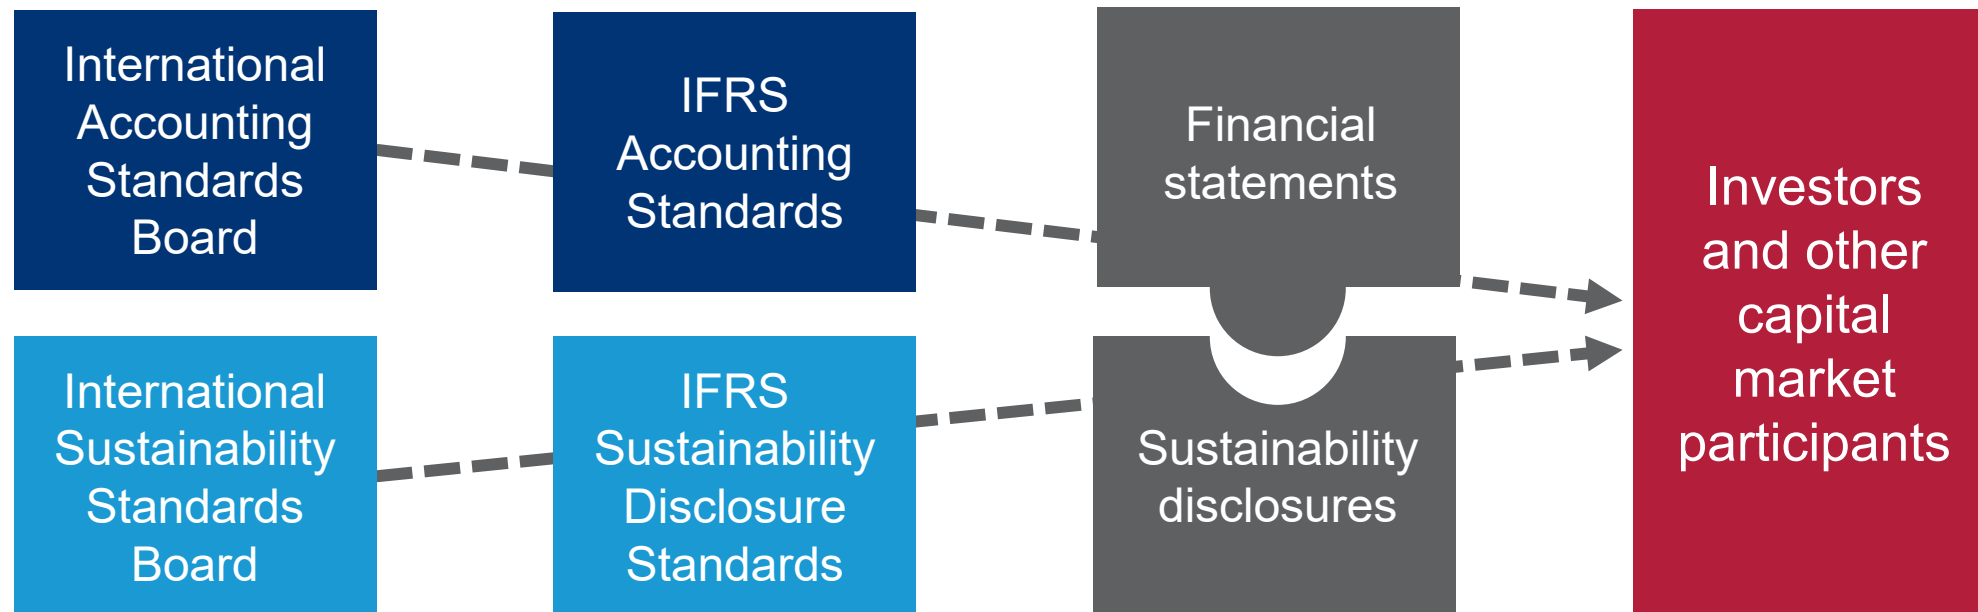 International
Accounting
Standards
Board
IFRS
Accounting
Standards
Financial
statements
International
Sustainability
Standards
Board
IFRS
Sustainability
Disclosure
Standards
Sustainability
disclosures
Investors
and other
capital
market
participants